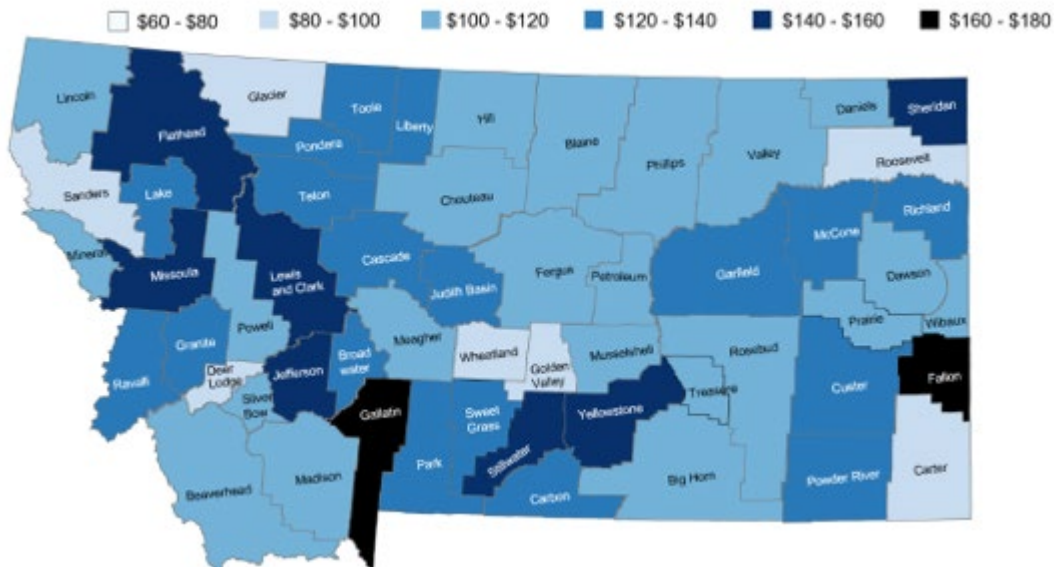 $60 - $80 $80 - $100 $100 - $120 $120 - $140 $140 - $160 $160 - $180
Lincoln
Glacier
Toole
Liberty
Hill
Blaine
Phillips
Valley
Daniels
Sheridan
Flathead
Pondera
Roosevelt
Sanders
Lake
Teton
Chouteau
Richland
McCone
Mineral
Missoula
Lewis
and Clark
Cascade
Judith Basin
Fergus
Petroleum
Garfield
Dawson
Powell
Granite
Meagher
Wheatland
Golden
Valley
Musselshell
Rosebud
Prairie
Wibaux
Ravalli
Deer
Lodge
Silver
Bow
Jefferson
Broad
water
Gallatin
Sweet
Grass
Yellowstone
Treasure
Custer
Fallon
Beaverhead
Madison
Park
Stillwater
Carbon
Big Horn
Powder River
Carter